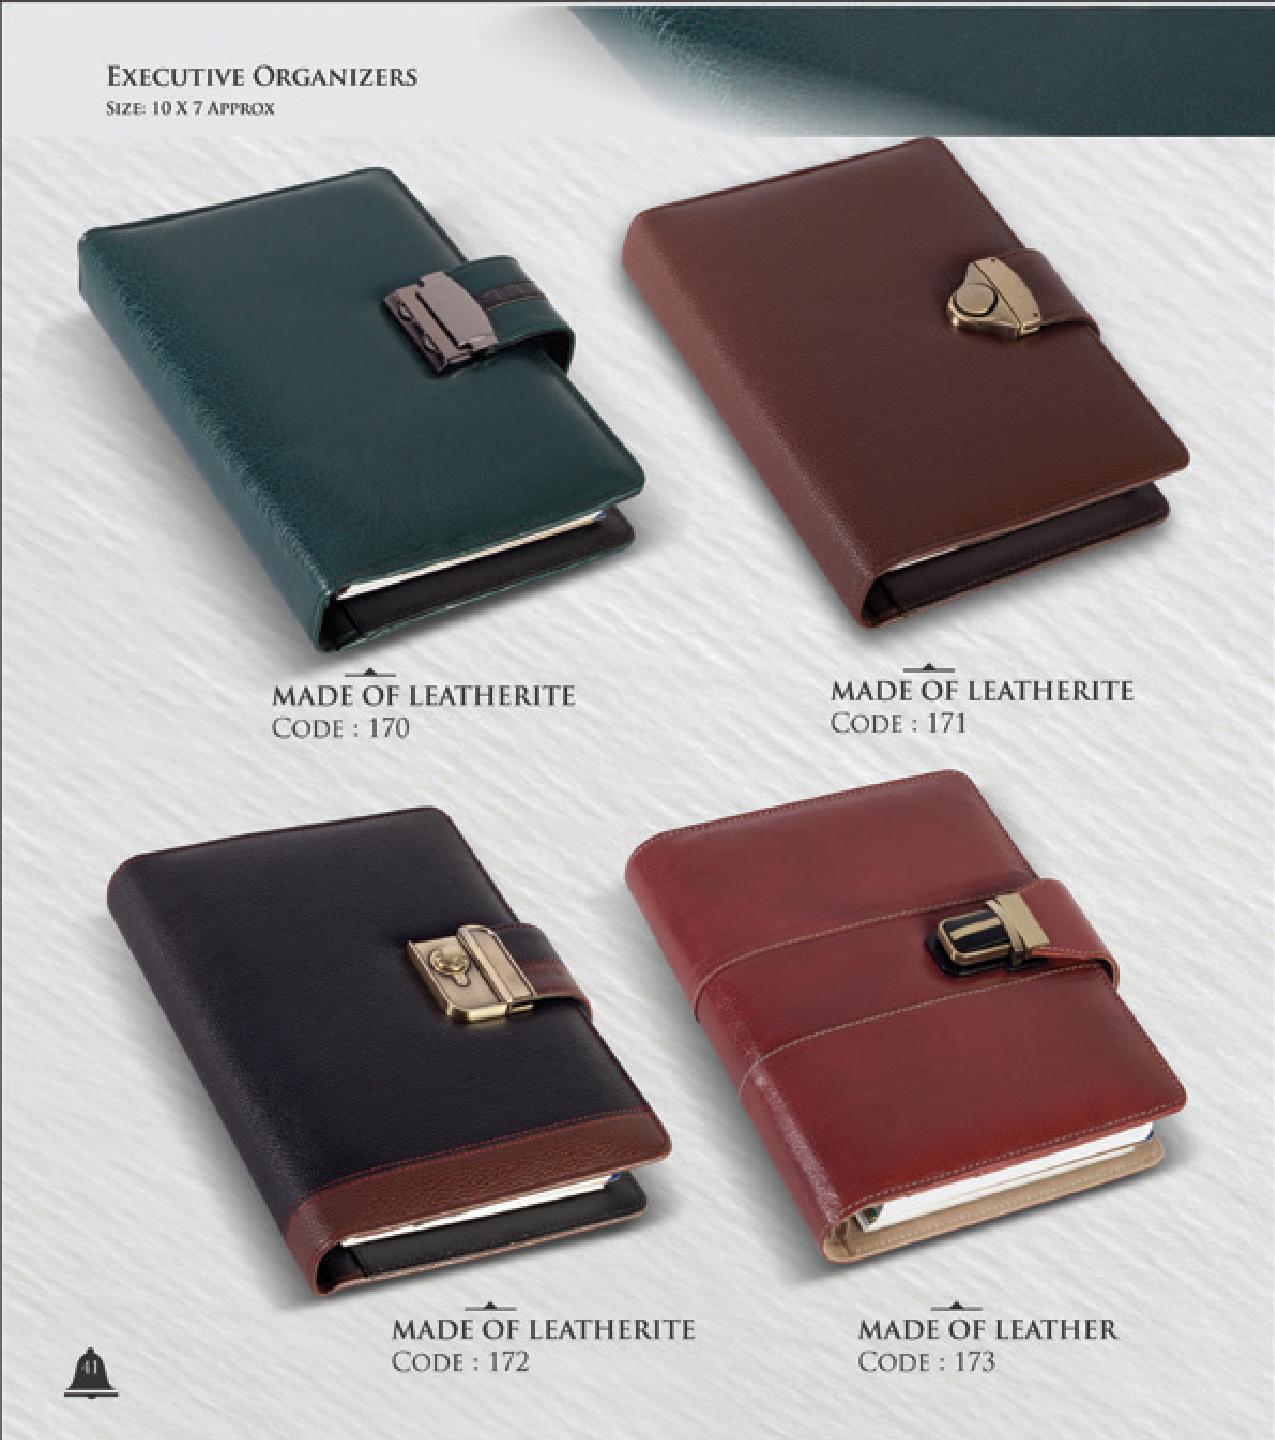 EXECUTIVE ORGANIZERS
SIZE: 10 X 7 APPROX
MADE OF LEATHERITE
CODE : 170
MADE OF LEATHERITE
CODE : 171
MADE OF LEATHERITE
CODE : 172
MADE OF LEATHER
CODE : 173
41